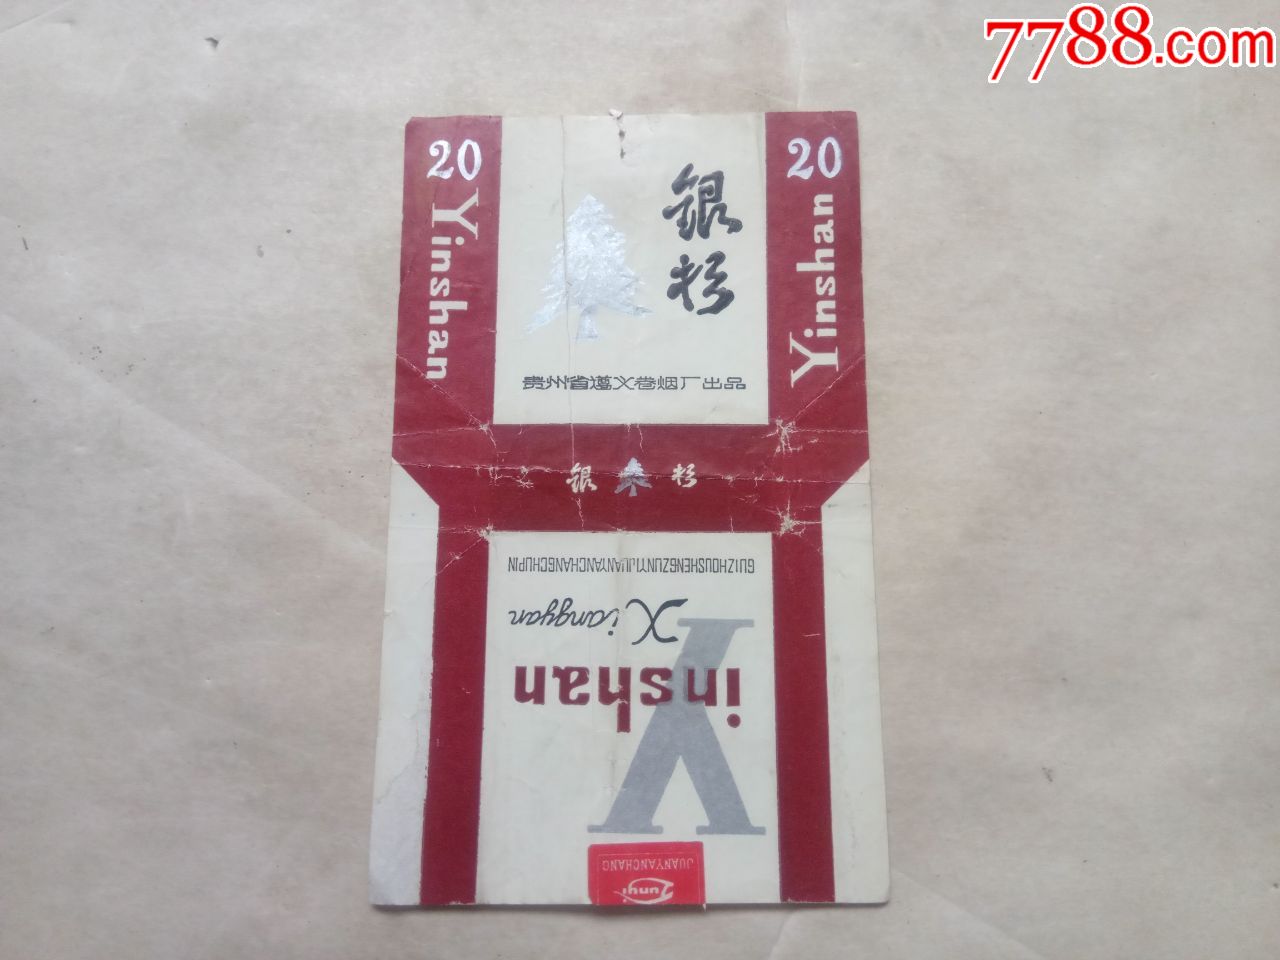 7788.com
20
Yinshan
银杉
贵州省遵义卷烟厂出品
20
Yinshan
银 杉
GUIZHOUSHENGZUNYIJUANYANCHANGCHUPIN
Xiangyan
Yinshan
JUANYANCHANG
Zunyi